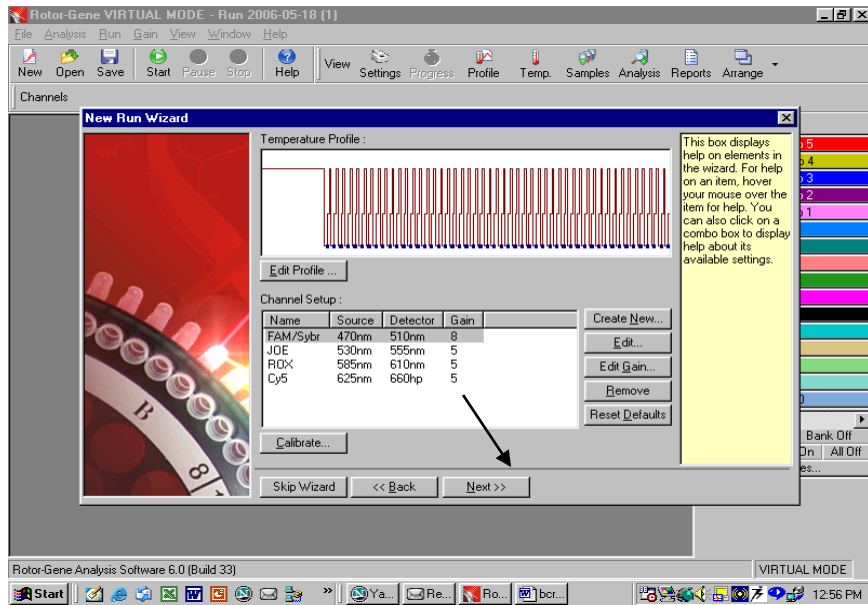 Rotor-Gene VIRTUAL MODE - Run 2006-05-18 (1)
File Analysis Run Gain View Window Help
New Open Save Start Pause Stop Help View Settings Progress Profile Temp. Samples Analysis Reports Arrange
Channels
New Run Wizard
Temperature Profile :
This box displays
help on elements in
the wizard. For help
on an item, hover
your mouse over the
item for help. You
can also click on a
combo box to display
help about its
available settings.
5
4
3
2
1
Edit Profile ...
Channel Setup :
Name Source Detector Gain
FAM/Sybr 470nm 510nm 8
JOE 530nm 555nm 5
ROX 585nm 610nm 5
Cy5 625nm 660hp 5
Create New...
Edit...
Edit Gain...
Remove
Reset Defaults
Calibrate...
B
8
Bank Off
On All Off
es...
Skip Wizard << Back Next >>
Rotor-Gene Analysis Software 6.0 (Build 33) VIRTUAL MODE
Start » Ya... Re... Ro... bcr... 12:56 PM